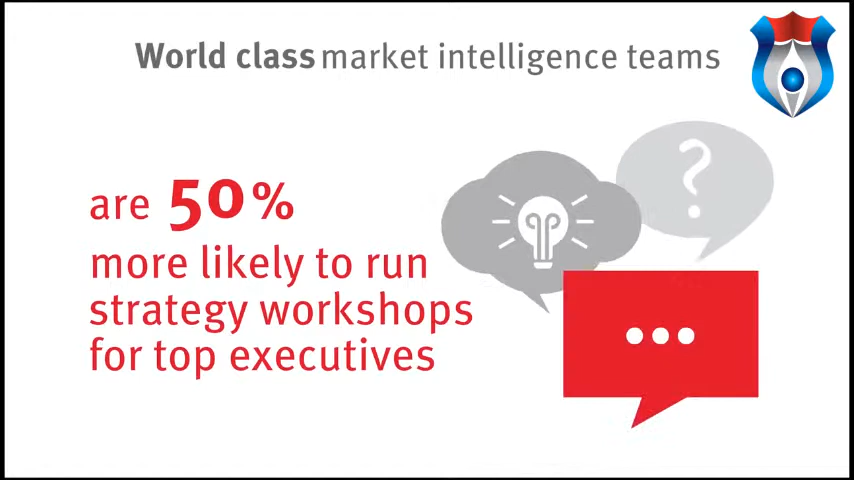 World class market intelligence teams
are 50%
more likely to run
strategy workshops
for top executives
?